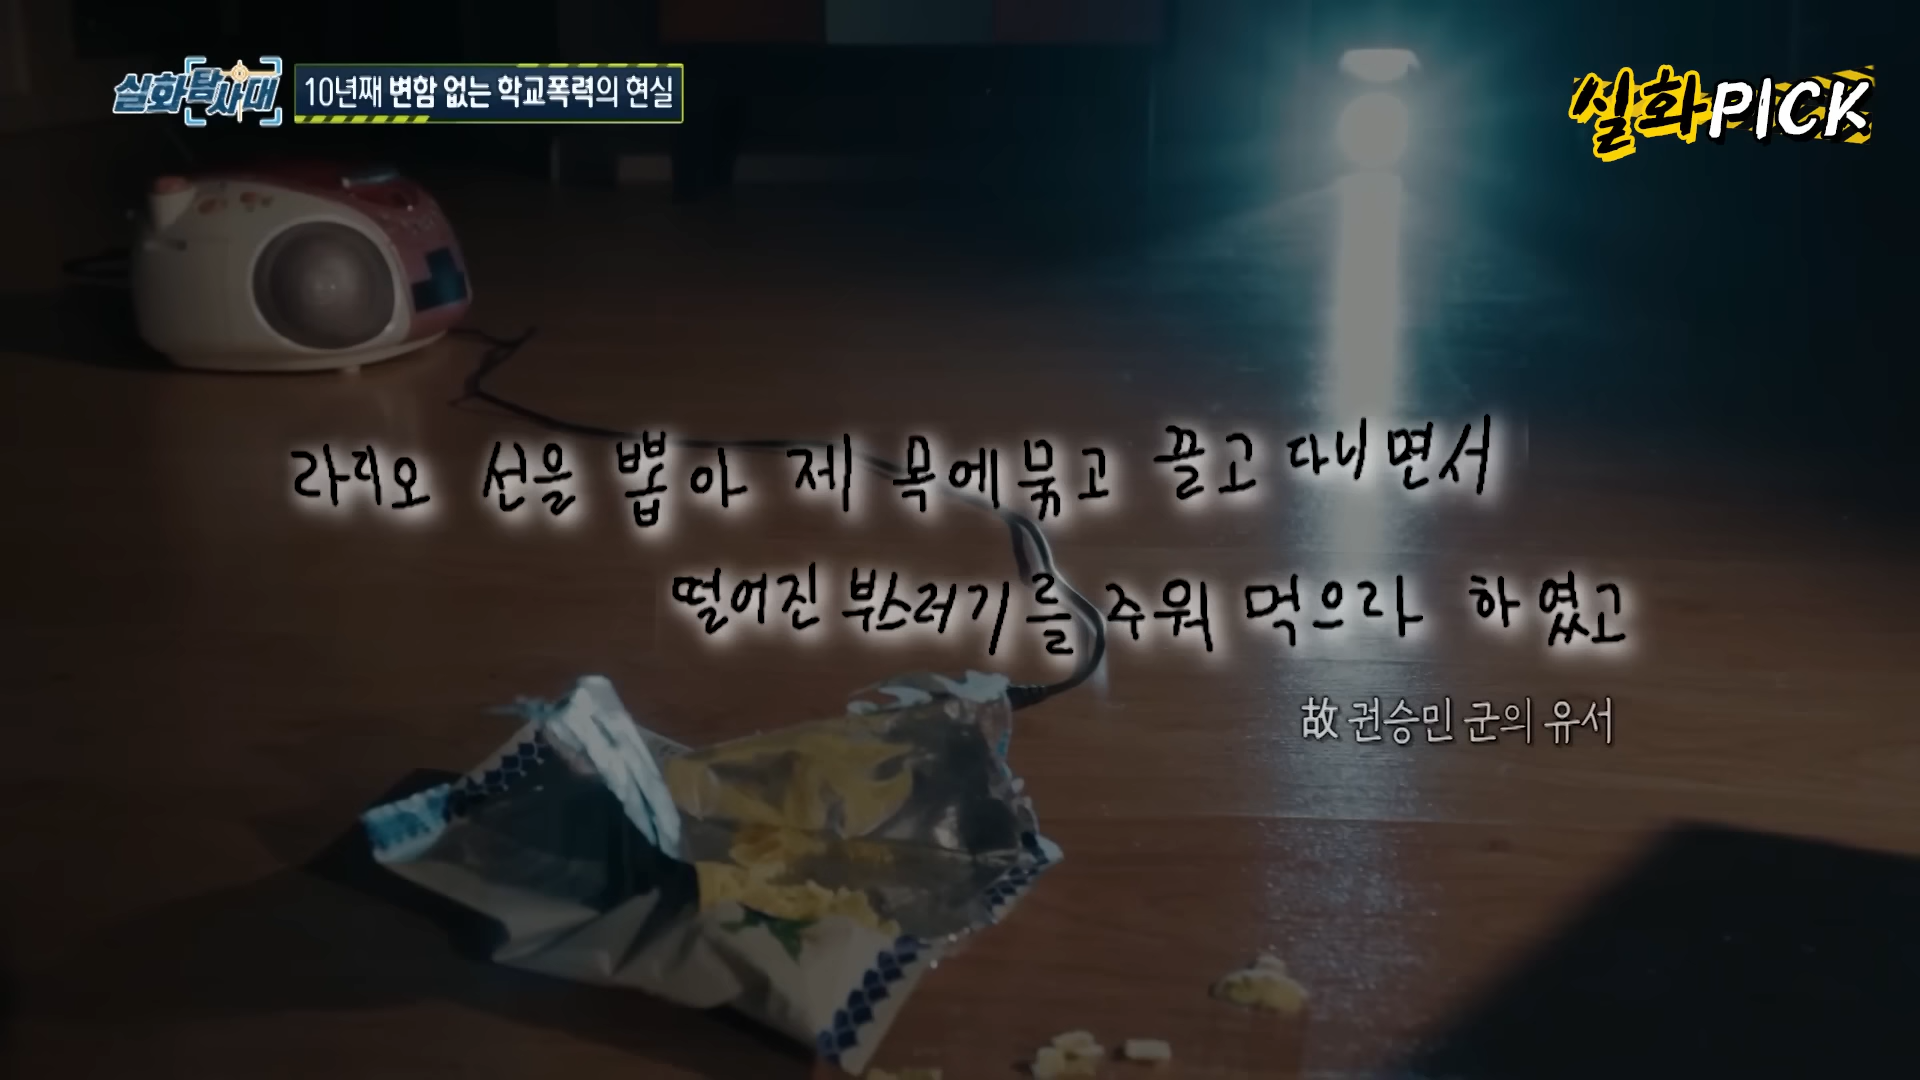 실화탐사대
10년째 변함 없는 학교폭력의 현실
실화PICK
라디오 선을 뽑아 제 목에 묶고 끌고 다니면서
떨어진 부스러기를 주워 먹으라 하였고
故 권승민 군의 유서